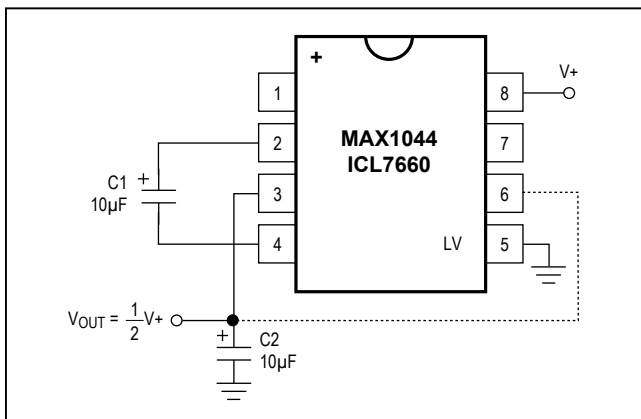 +
MAX1044
ICL7660
1
2
3
4
8
7
6
LV 5
V+
+
C1
10µF
VOUT = 1/2 V+
+
C2
10µF